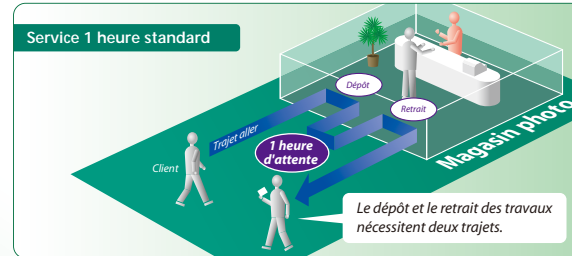 Service 1 heure standard
Dépôt
Retrait
Trajet aller
Client
1 heure
d'attente
Magasin photo
Le dépôt et le retrait des travaux
nécessitent deux trajets.